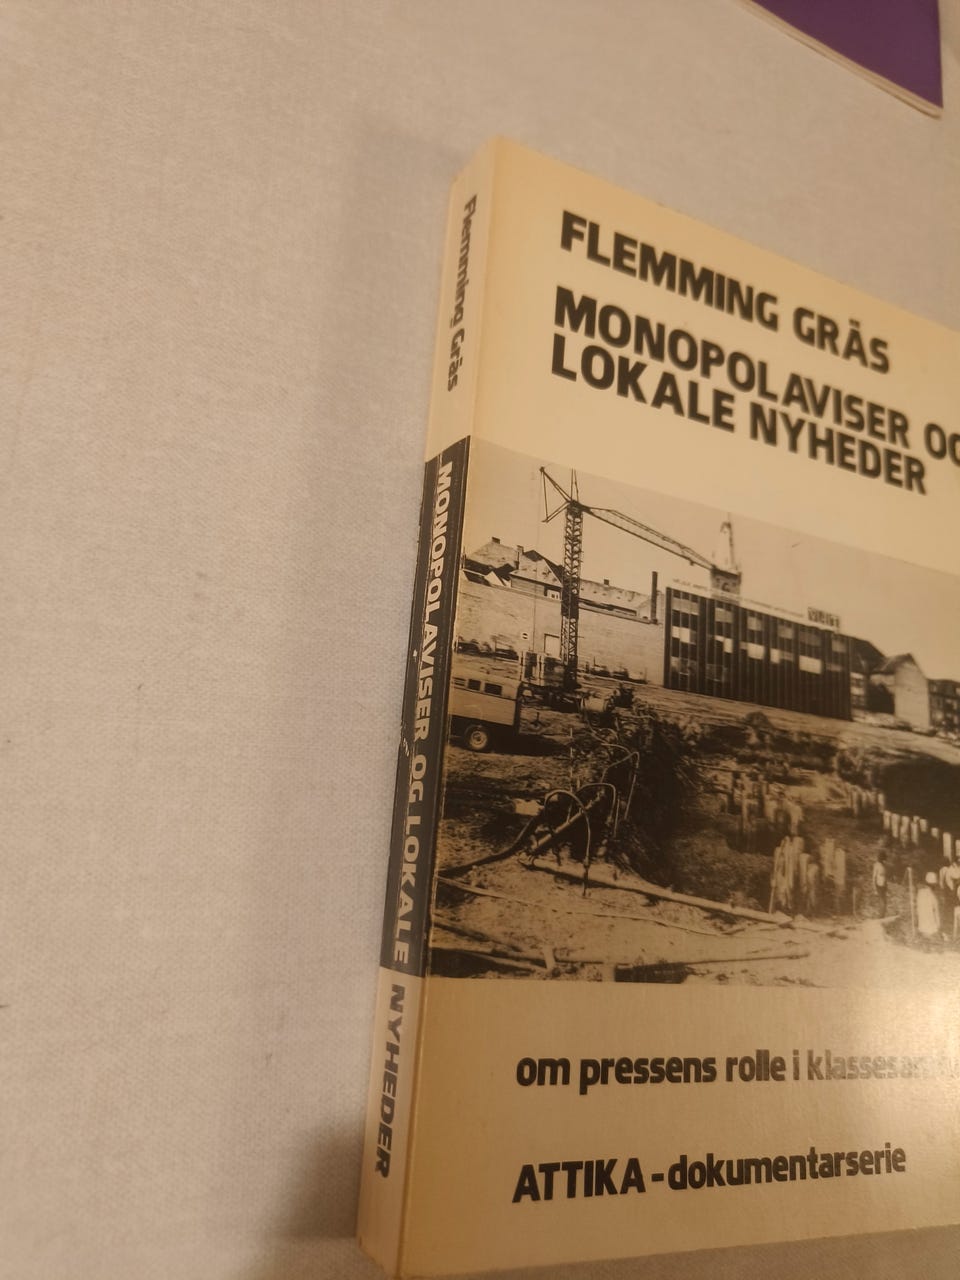 FLEMMING GRÄS
MONOPOLAVISER OG
LOKALE NYHEDER
om pressens rolle i
ATTIKA-dokumentarserie
Flemming Gräs
MONOPOLAVISER OG LOKALE NYHEDER